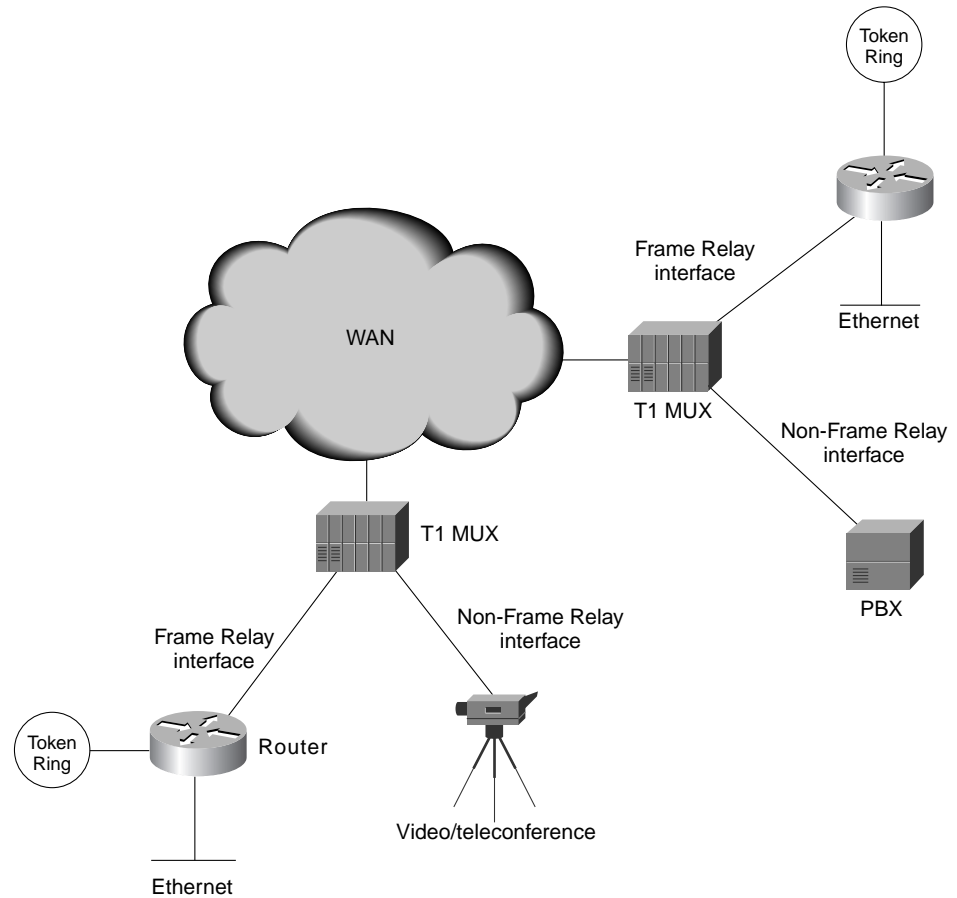 Token
Ring
Frame Relay
interface
Ethernet
WAN
T1 MUX
Non-Frame Relay
interface
T1 MUX
PBX
Non-Frame Relay
interface
Frame Relay
interface
Token
Ring
Router
Video/teleconference
Ethernet